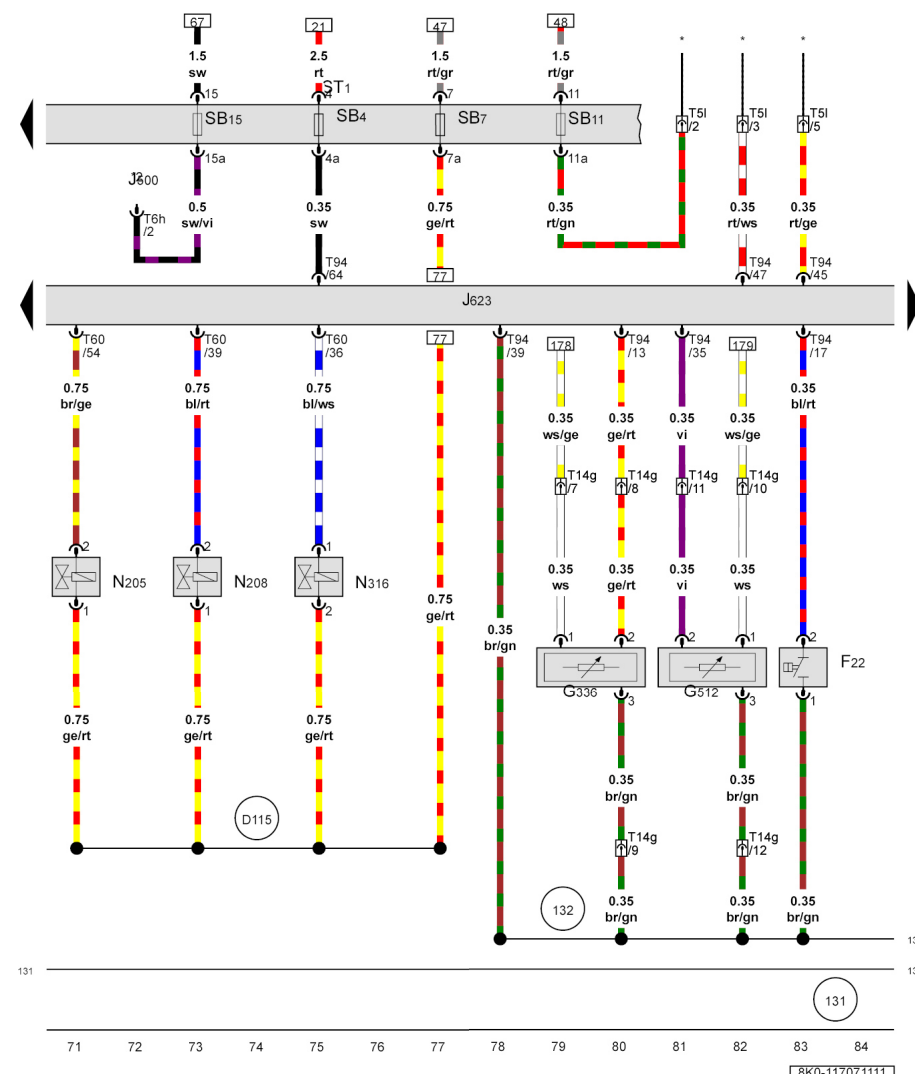 67 21 47 48
1.5 2.5 1.5 1.5 * * *
sw rt rt/gr rt/gr
ST1
15 4 7 11
SB15 SB4 SB7 SB11 T5l/2 T5l/3 T5l/5
15a 4a 7a 11a
J500
T6h/2
0.5 0.35 0.75 0.35 0.35 0.35
sw/vi sw ge/rt rt/gn rt/ws rt/ge
T94/64 77 T94/47 T94/45
J623
T60/54 T60/39 T60/36 77 T94/39 178 T94/13 T94/35 179 T94/17
0.75 0.75 0.75 0.35
br/ge bl/rt bl/ws bl/rt
0.35 0.35 0.35 0.35
ws/ge ge/rt vi ws/ge
T14g/7 T14g/8 T14g/11 T14g/10
2 2 1
N205 N208 N316
0.35 0.35 0.35 0.35
ws ge/rt vi ws
1 1 2
0.75
ge/rt
0.35
br/gn
1 2 2 1 2
F22
G336 G512
3 3 1
0.75 0.75 0.75
ge/rt ge/rt ge/rt
0.35 0.35
br/gn br/gn
D115
T14g/9 T14g/12
132
0.35 0.35 0.35
br/gn br/gn br/gn
131
131
71 72 73 74 75 76 77 78 79 80 81 82 83 84
8K0-117071111